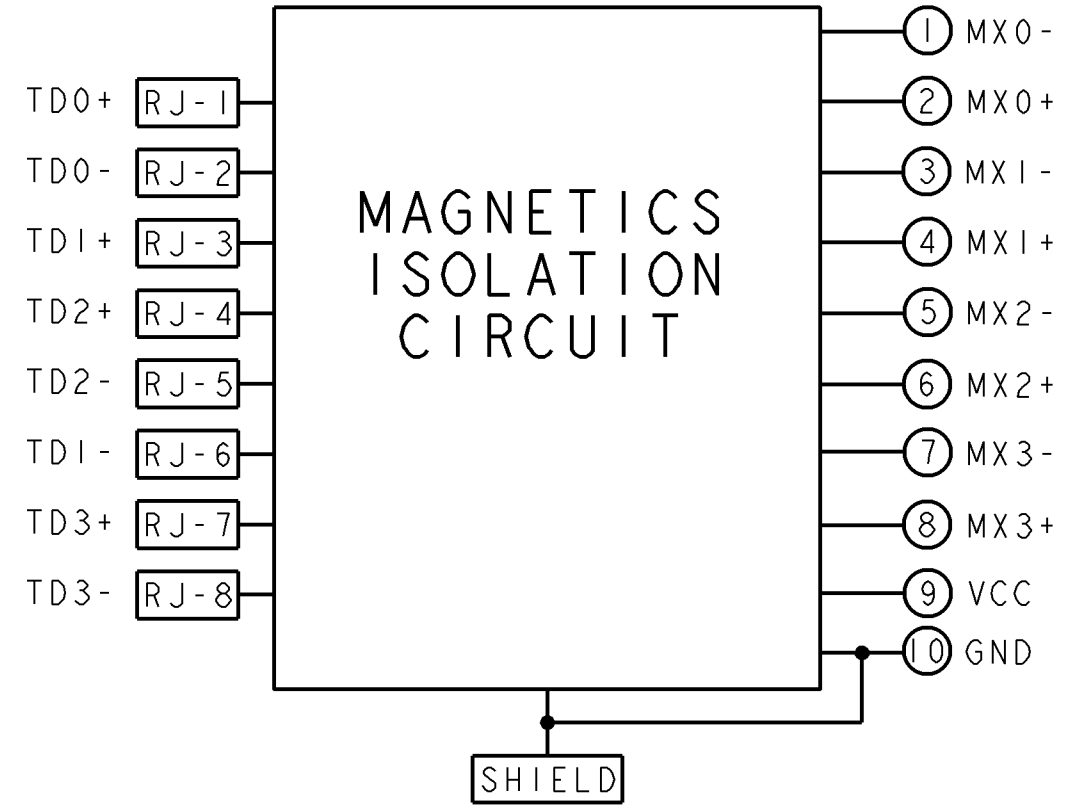 1 MX0-
TD0+ RJ-1 2 MX0+
TD0- RJ-2 3 MX1-
TD1+ RJ-3 4 MX1+
TD2+ RJ-4 5 MX2-
TD2- RJ-5 6 MX2+
TD1- RJ-6 7 MX3-
TD3+ RJ-7 8 MX3+
TD3- RJ-8 9 VCC
10 GND
MAGNETICS
ISOLATION
CIRCUIT
SHIELD